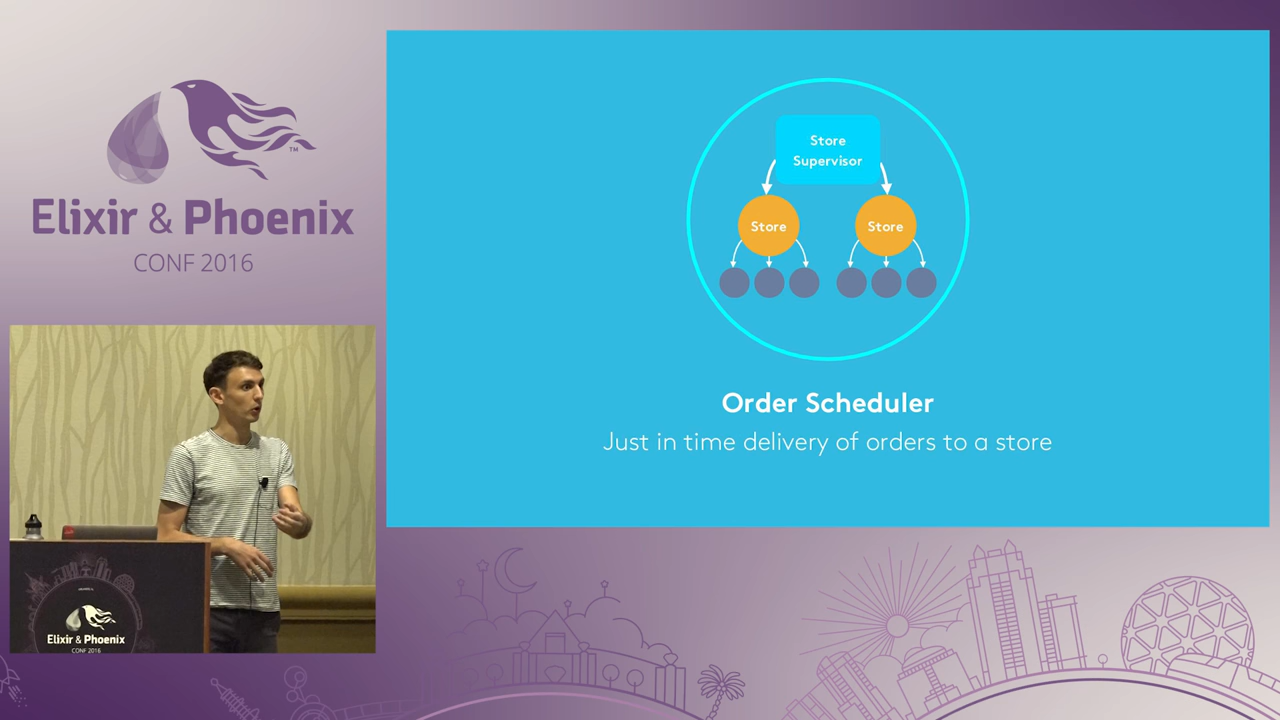 Elixir & Phoenix
CONF 2016
TM
Store
Supervisor
Store
Store
Order Scheduler
Just in time delivery of orders to a store
Elixir & Phoenix
CONF 2016